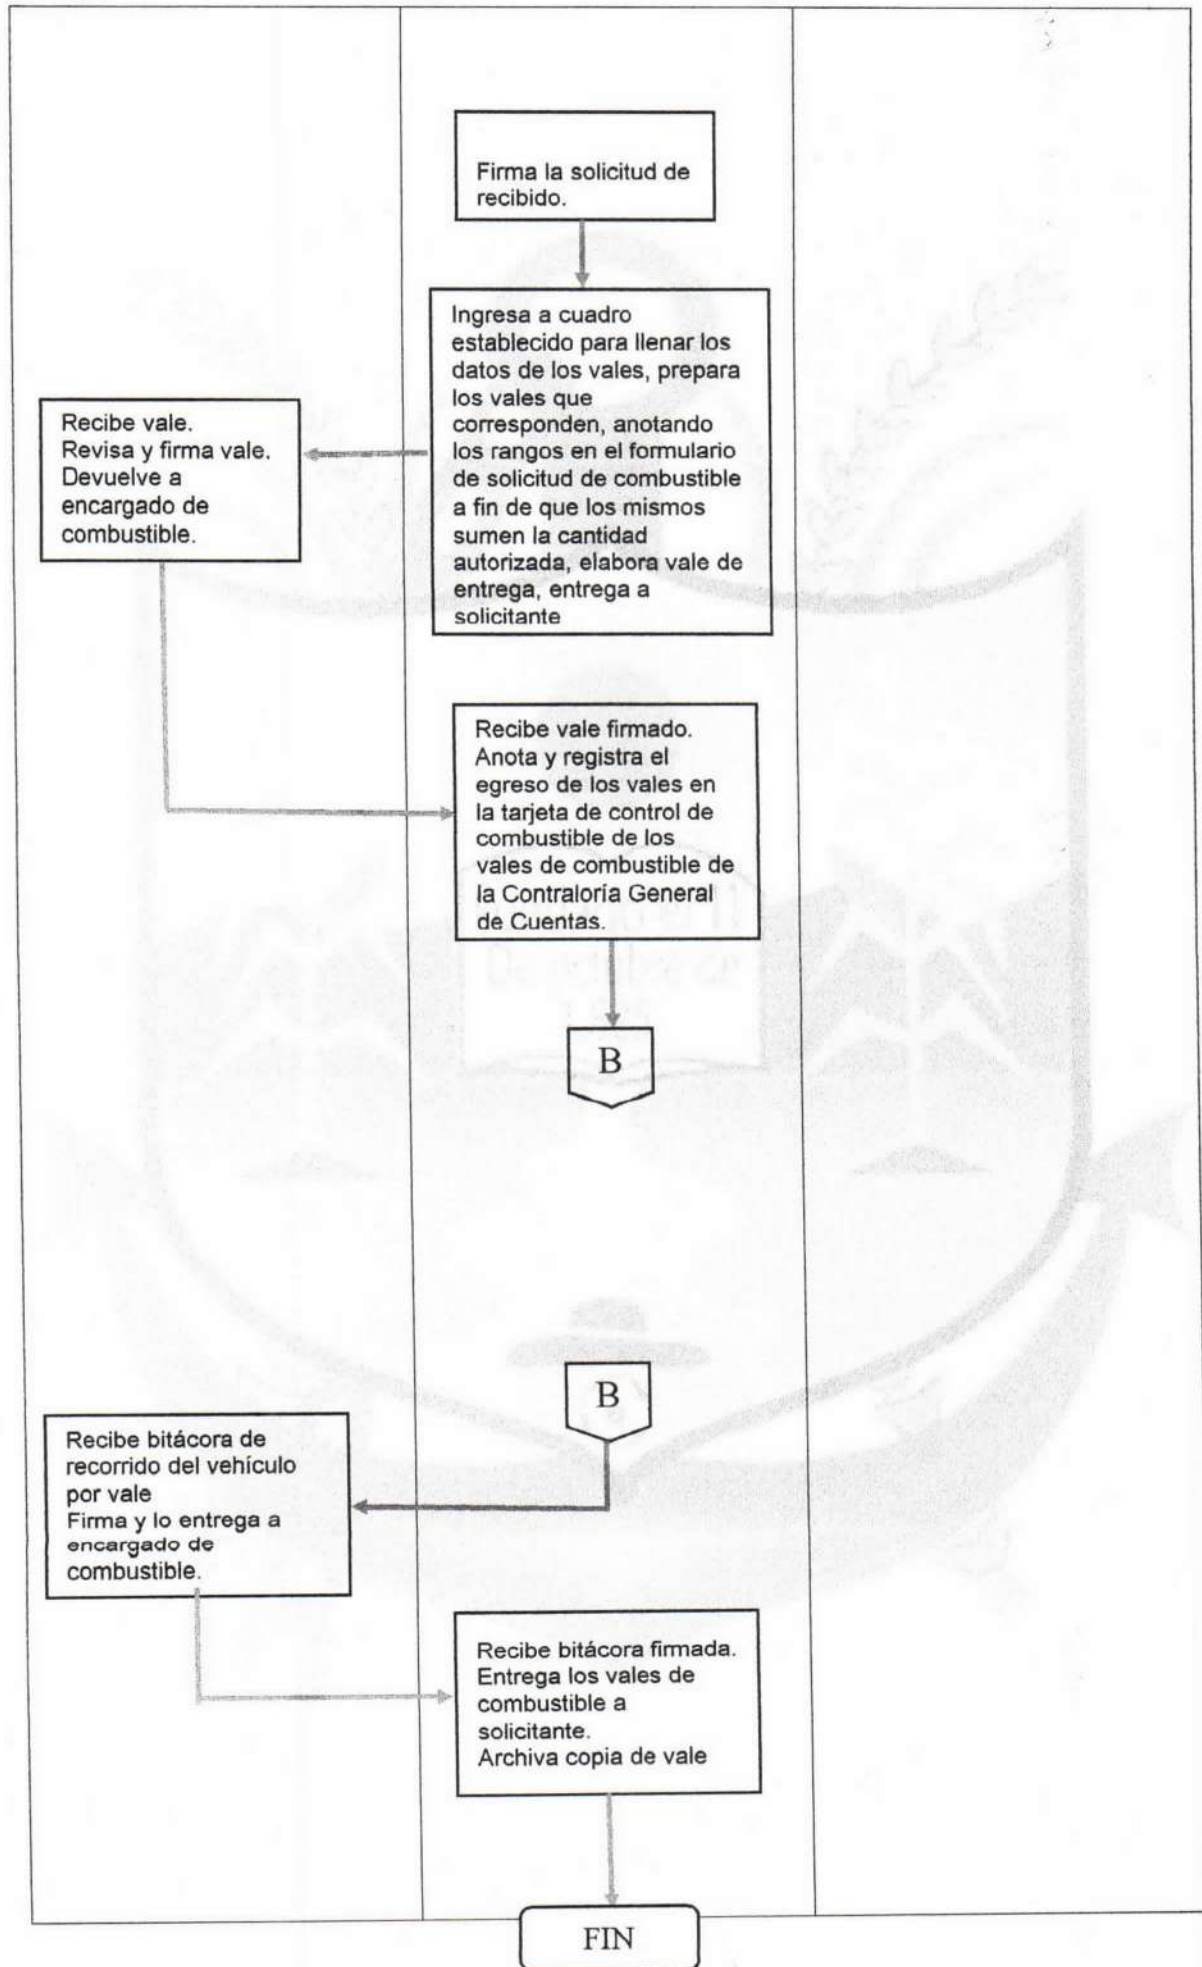 Firma la solicitud de
recibido.
Ingresa a cuadro
establecido para llenar los
datos de los vales, prepara
los vales que
corresponden, anotando
los rangos en el formulario
de solicitud de combustible
a fin de que los mismos
sumen la cantidad
autorizada, elabora vale de
entrega, entrega a
solicitante
Recibe vale.
Revisa y firma vale.
Devuelve a
encargado de
combustible.
Recibe vale firmado.
Anota y registra el
egreso de los vales en
la tarjeta de control de
combustible de los
vales de combustible de
la Contraloría General
de Cuentas.
B
B
Recibe bitácora de
recorrido del vehículo
por vale
Firma y lo entrega a
encargado de
combustible.
Recibe bitácora firmada.
Entrega los vales de
combustible a
solicitante.
Archiva copia de vale
FIN